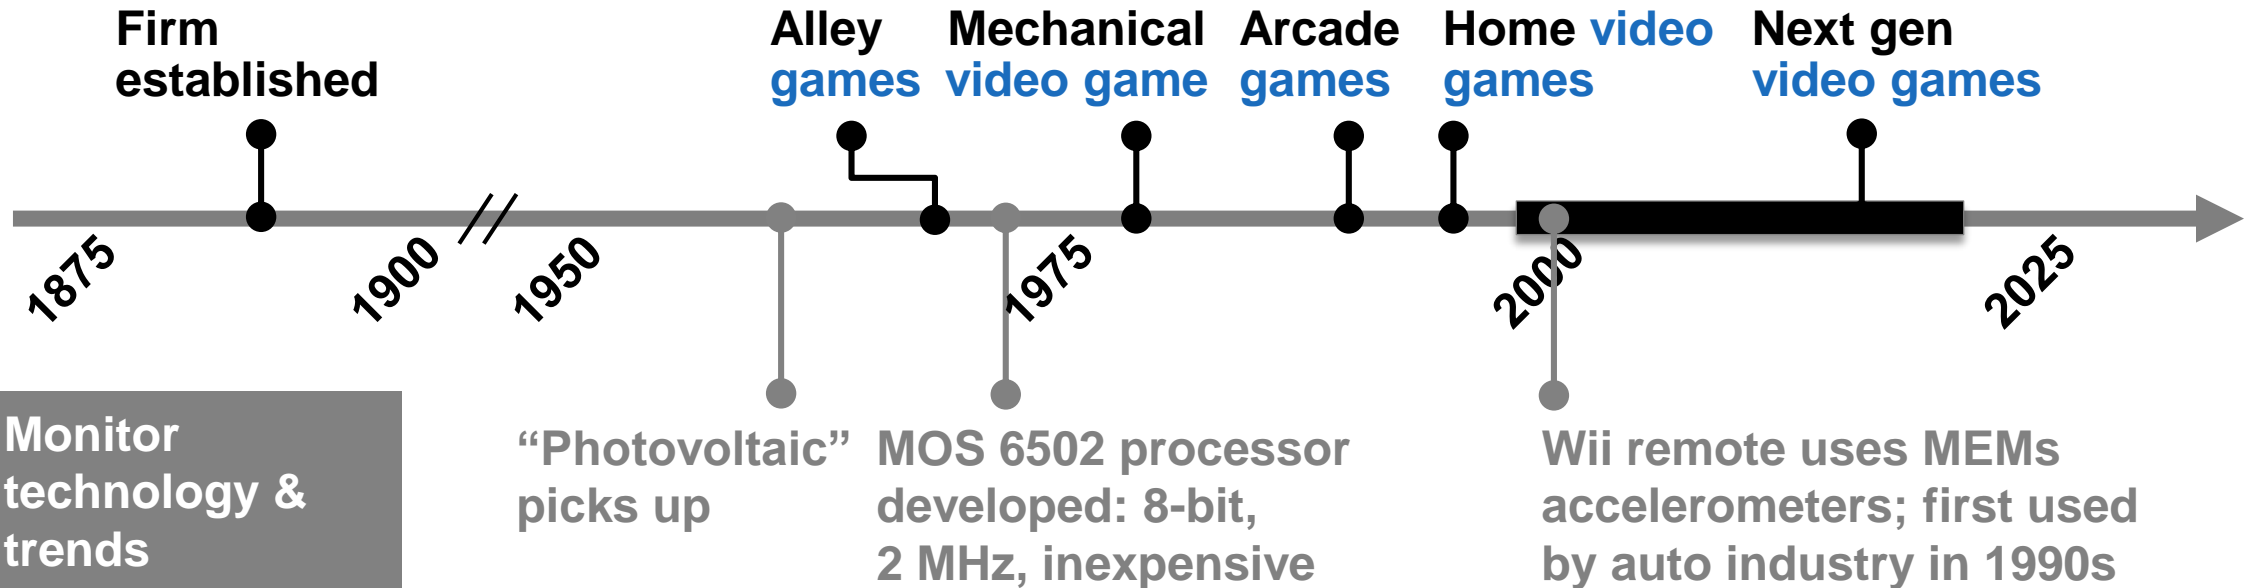 Firm
established
Alley
games
Mechanical
video game
Arcade
games
Home video
games
Next gen
video games
1875
1900
1950
1975
2000
2025
Monitor
technology &
trends
“Photovoltaic”
picks up
MOS 6502 processor
developed: 8-bit,
2 MHz, inexpensive
Wii remote uses MEMs
accelerometers; first used
by auto industry in 1990s